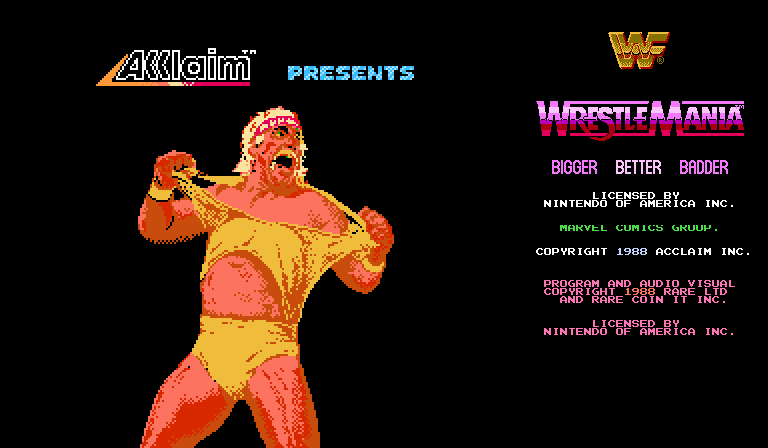 Acclaim™
PRESENTS
WF®
WRESTLEMANIA™
BIGGER BETTER BADDER
LICENSED BY
NINTENDO OF AMERICA INC.
MARVEL COMICS GROUP.
COPYRIGHT 1988 ACCLAIM INC.
PROGRAM AND AUDIO VISUAL
COPYRIGHT 1988 RARE LTD
AND RARE COIN IT INC.
LICENSED BY
NINTENDO OF AMERICA INC.